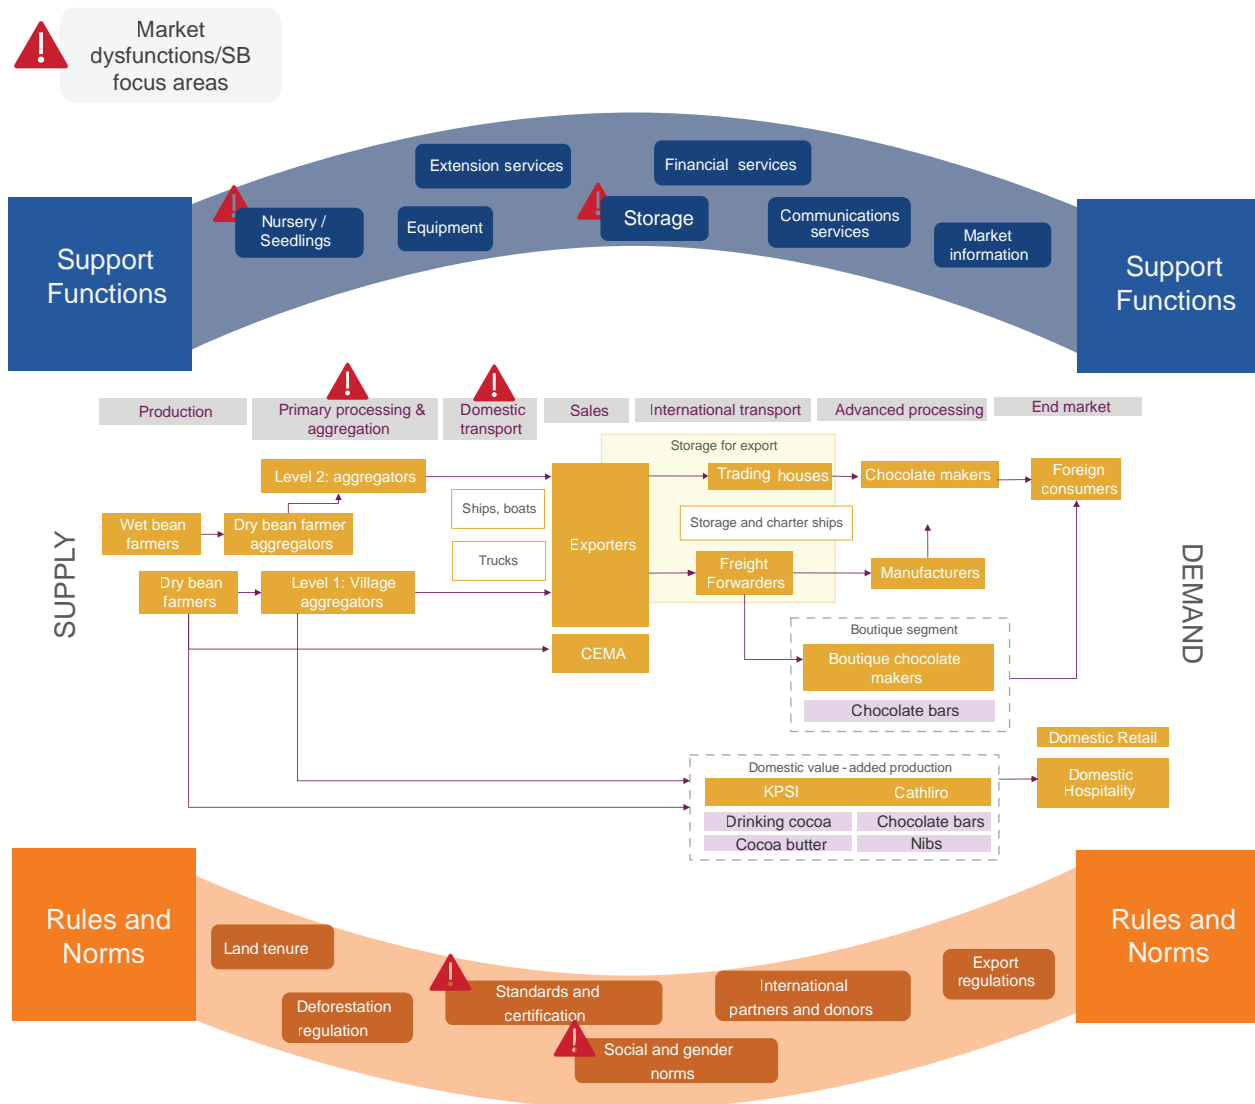 Market
dysfunctions/SB
focus areas
Extension services
Financial services
Nursery /
Seedlings
Equipment
Storage
Communications
services
Market
information
Support
Functions
Support
Functions
Production
Primary processing &
aggregation
Domestic
transport
Sales
International transport
Advanced processing
End market
Storage for export
Level 2: aggregators
Trading houses
Chocolate makers
Foreign
consumers
Ships, boats
Wet bean
farmers
Dry bean farmer
aggregators
Storage and charter ships
Exporters
Trucks
Freight
Forwarders
Manufacturers
Dry bean
farmers
Level 1: Village
aggregators
SUPPLY
DEMAND
Boutique segment
CEMA
Boutique chocolate
makers
Chocolate bars
Domestic Retail
Domestic value - added production
KPSI
Cathliro
Domestic
Hospitality
Drinking cocoa
Chocolate bars
Cocoa butter
Nibs
Rules and
Norms
Rules and
Norms
Land tenure
Export
regulations
Deforestation
regulation
Standards and
certification
International
partners and donors
Social and gender
norms